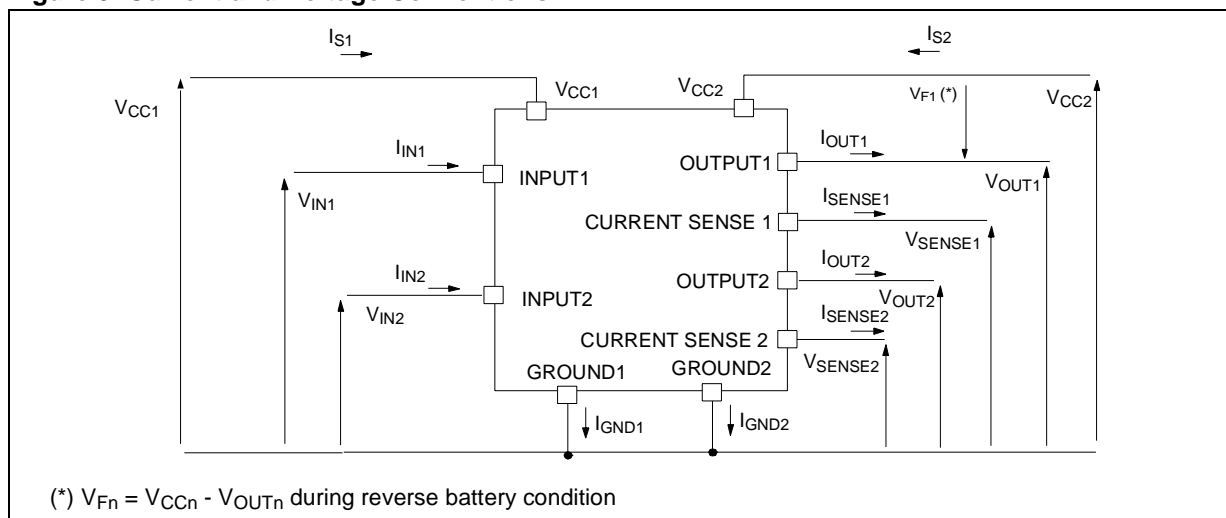 IS1
IS2
VCC1
VCC2
VF1 (*)
VCC1
VCC2
IIN1
IOUT1
INPUT1
OUTPUT1
VIN1
VOUT1
ISENSE1
CURRENT SENSE 1
VSENSE1
IIN2
IOUT2
INPUT2
OUTPUT2
VIN2
VOUT2
ISENSE2
CURRENT SENSE 2
VSENSE2
GROUND1
GROUND2
IGND1
IGND2
(*) VFn = VCCn - VOUTn during reverse battery condition